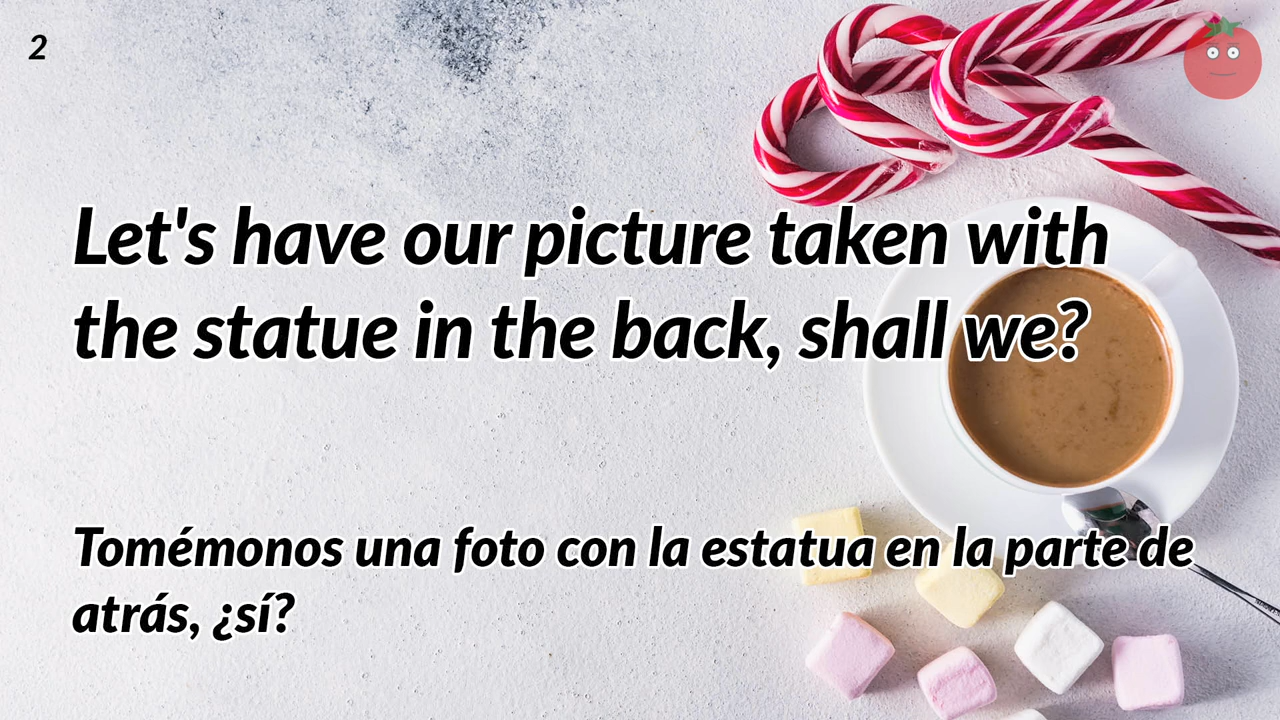 2
Let's have our picture taken with
the statue in the back, shall we?
Tomémonos una foto con la estatua en la parte de
atrás, ¿sí?